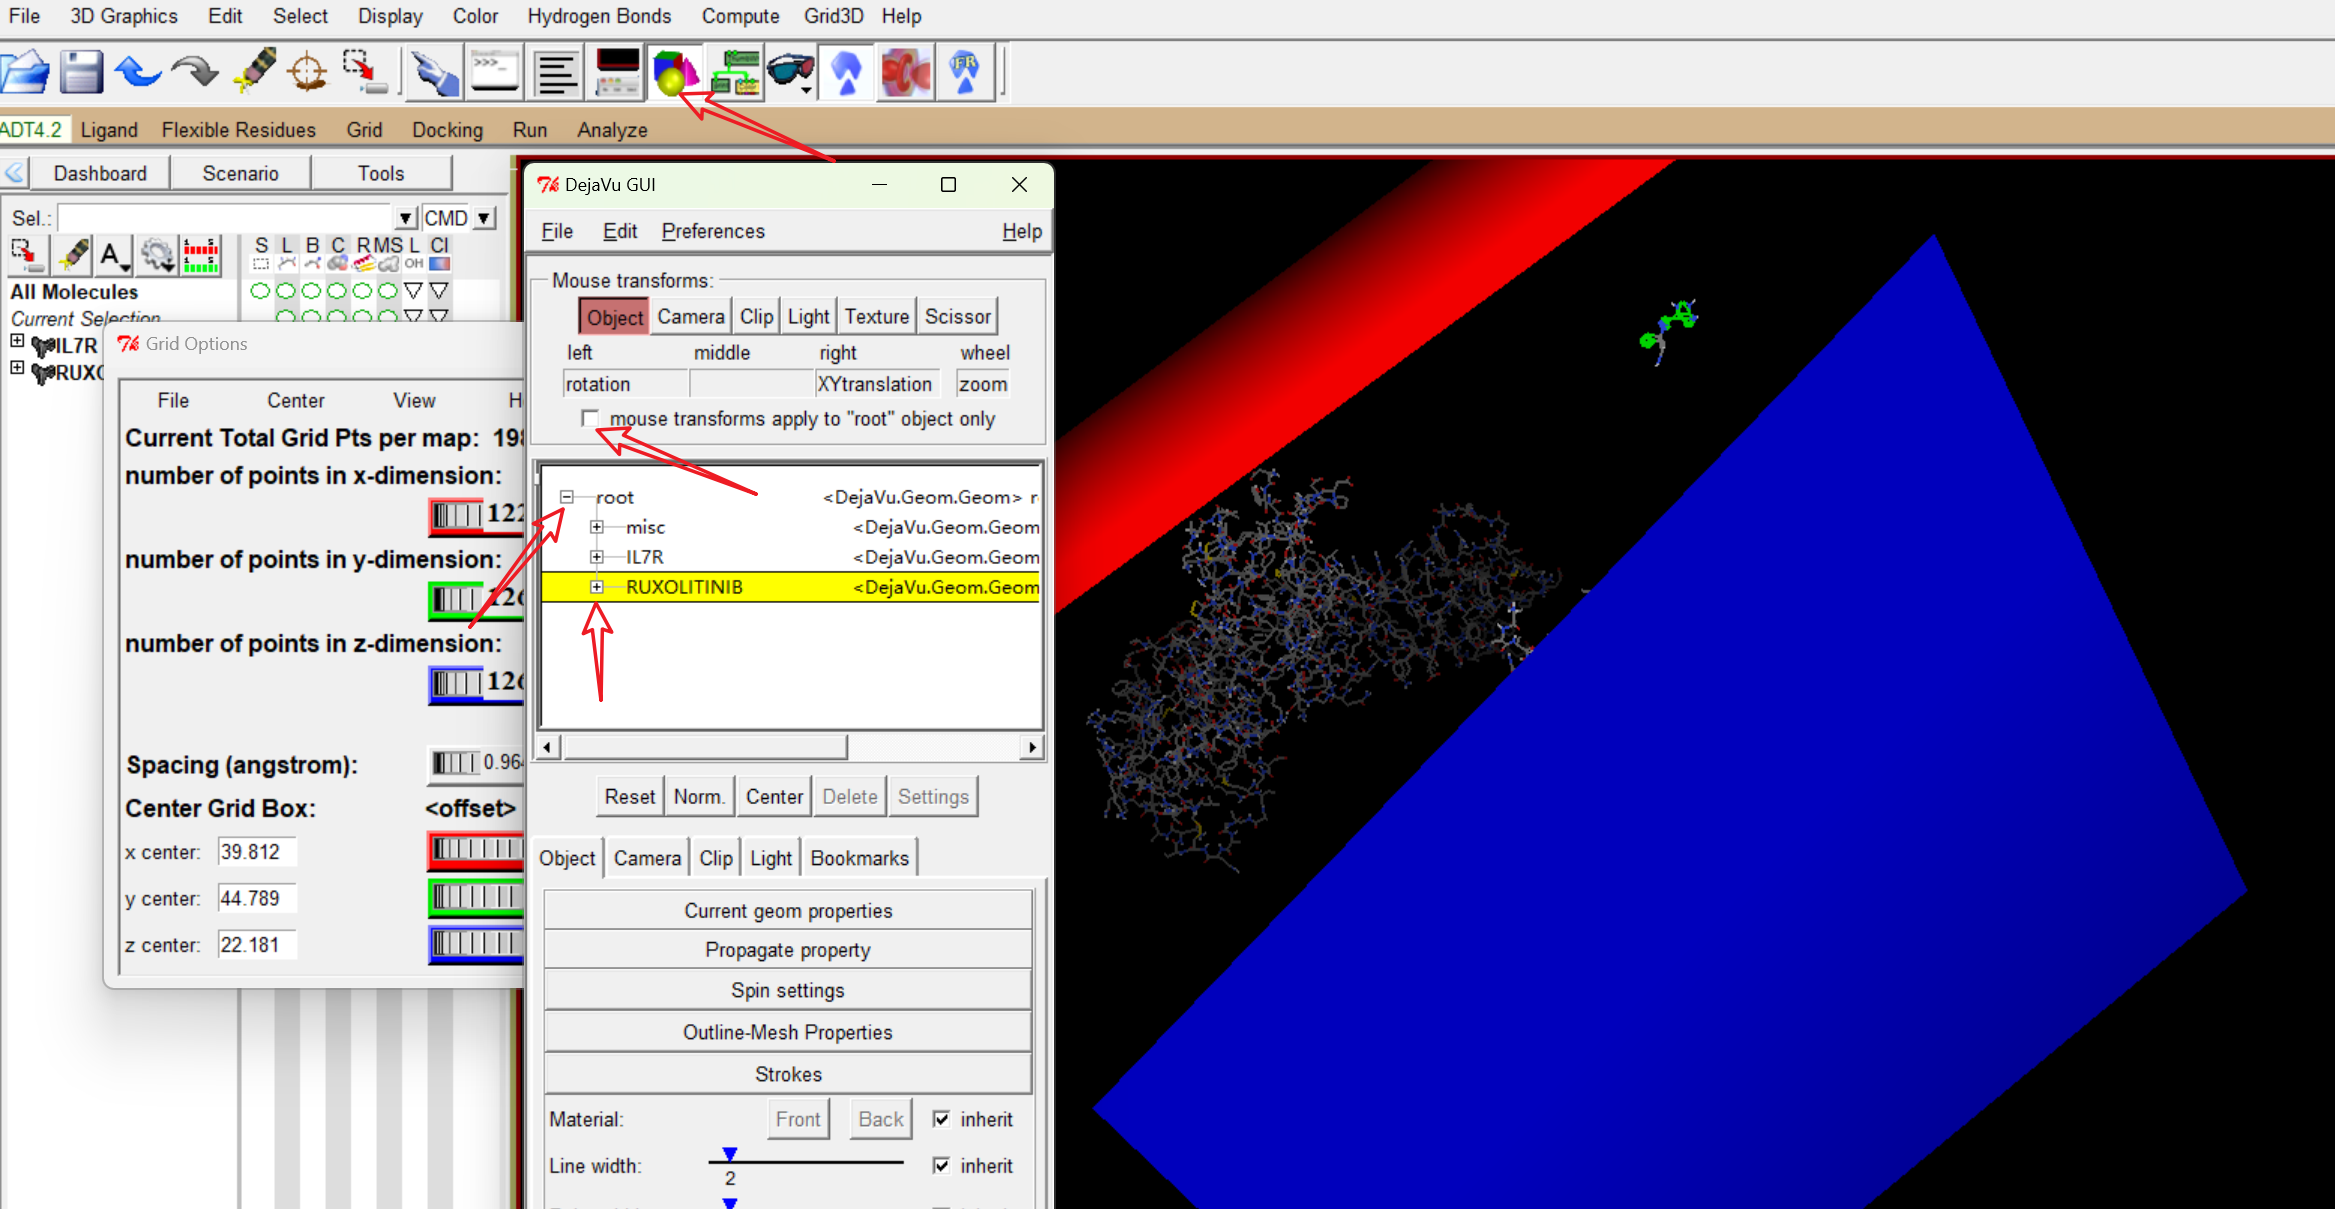 File 3D Graphics Edit Select Display Color Hydrogen Bonds Compute Grid3D Help
>>>_
FR
ADT4.2 Ligand Flexible Residues Grid Docking Run Analyze
Dashboard Scenario Tools
Sel.: CMD
A
S L B C R MS L Cl
OH
All Molecules
Current Selection
IL7R
RUXO
Grid Options
File Center View H
Current Total Grid Pts per map: 198
number of points in x-dimension:
122
number of points in y-dimension:
126
number of points in z-dimension:
126
Spacing (angstrom): 0.964
Center Grid Box: <offset>
x center: 39.812
y center: 44.789
z center: 22.181
DejaVu GUI
File Edit Preferences Help
Mouse transforms:
Object Camera Clip Light Texture Scissor
left middle right wheel
rotation XYtranslation zoom
mouse transforms apply to "root" object only
root <DejaVu.Geom.Geom> r
misc <DejaVu.Geom.Geom
IL7R <DejaVu.Geom.Geom
RUXOLITINIB <DejaVu.Geom.Geom
Reset Norm. Center Delete Settings
Object Camera Clip Light Bookmarks
Current geom properties
Propagate property
Spin settings
Outline-Mesh Properties
Strokes
Material: Front Back inherit
Line width: inherit
2